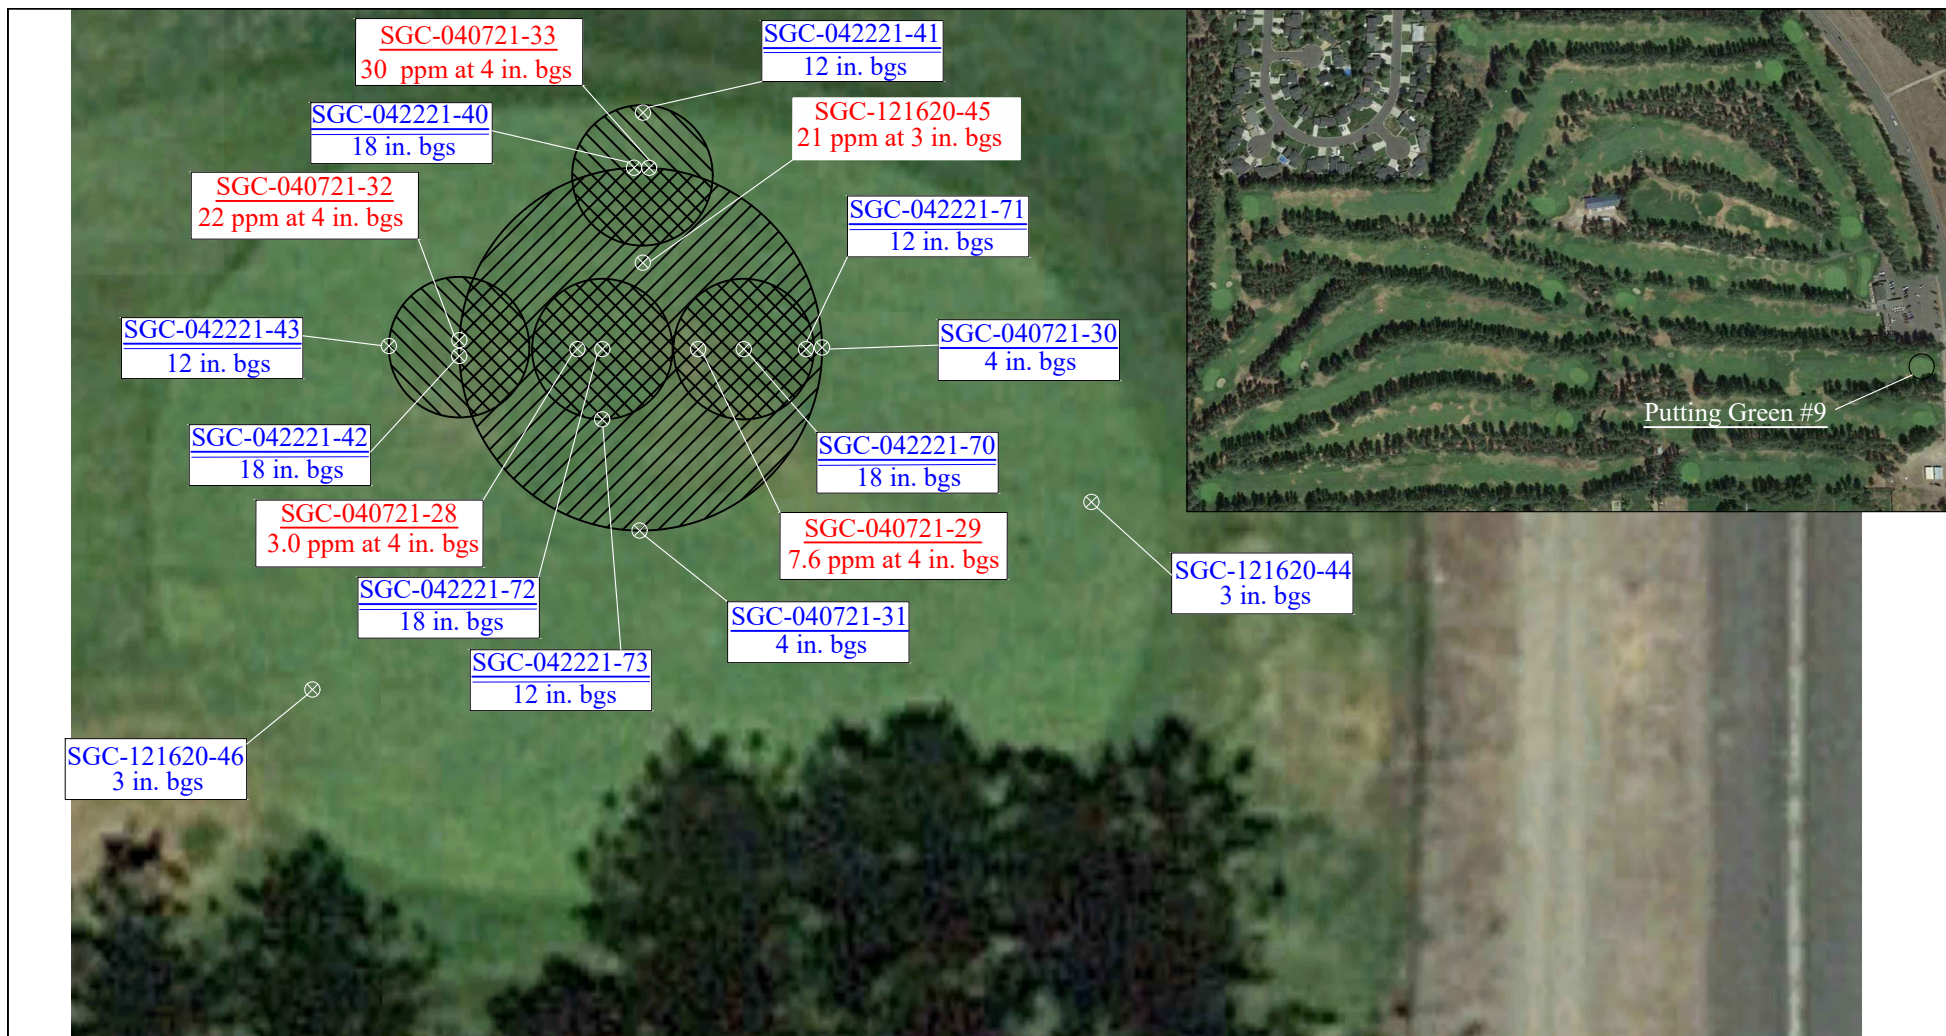 SGC-040721-33
30 ppm at 4 in. bgs
SGC-042221-41
12 in. bgs
SGC-042221-40
18 in. bgs
SGC-121620-45
21 ppm at 3 in. bgs
SGC-040721-32
22 ppm at 4 in. bgs
SGC-042221-71
12 in. bgs
SGC-042221-43
12 in. bgs
SGC-040721-30
4 in. bgs
SGC-042221-42
18 in. bgs
SGC-042221-70
18 in. bgs
SGC-040721-28
3.0 ppm at 4 in. bgs
SGC-040721-29
7.6 ppm at 4 in. bgs
SGC-042221-72
18 in. bgs
SGC-040721-31
4 in. bgs
SGC-121620-44
3 in. bgs
SGC-042221-73
12 in. bgs
SGC-121620-46
3 in. bgs
Putting Green #9